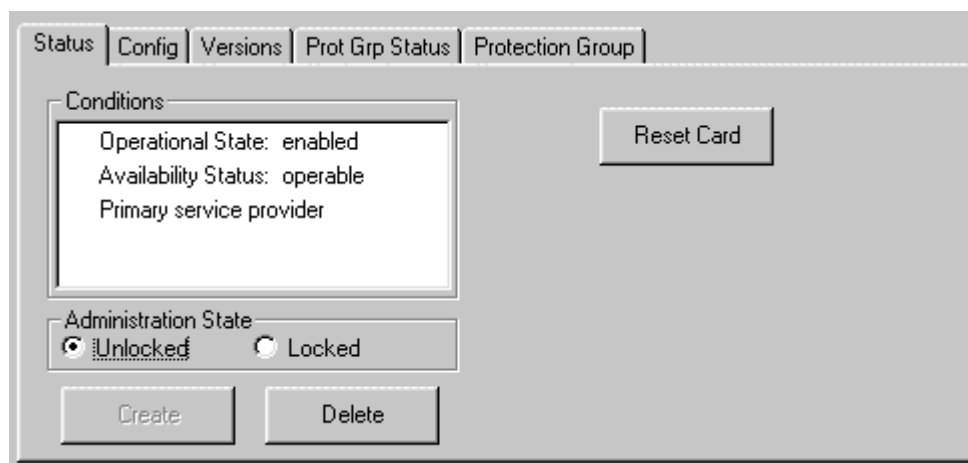 Status Config Versions Prot Grp Status Protection Group
Conditions
Operational State: enabled
Availability Status: operable
Primary service provider
Reset Card
Administration State
Unlocked Locked
Create Delete